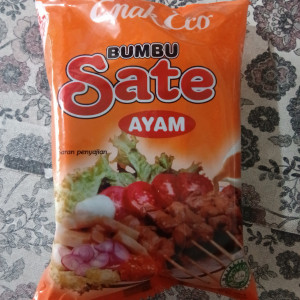 Enak Eco
BUMBU
Sate
AYAM
Saran penyajian